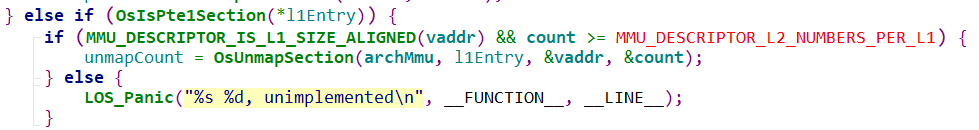 } else if (OsIsPte1Section(*l1Entry)) {
if (MMU_DESCRIPTOR_IS_L1_SIZE_ALIGNED(vaddr) && count >= MMU_DESCRIPTOR_L2_NUMBERS_PER_L1) {
unmapCount = OsUnmapSection(archMmu, l1Entry, &vaddr, &count);
} else {
LOS_Panic("%s %d, unimplemented\n", __FUNCTION__, __LINE__);
}